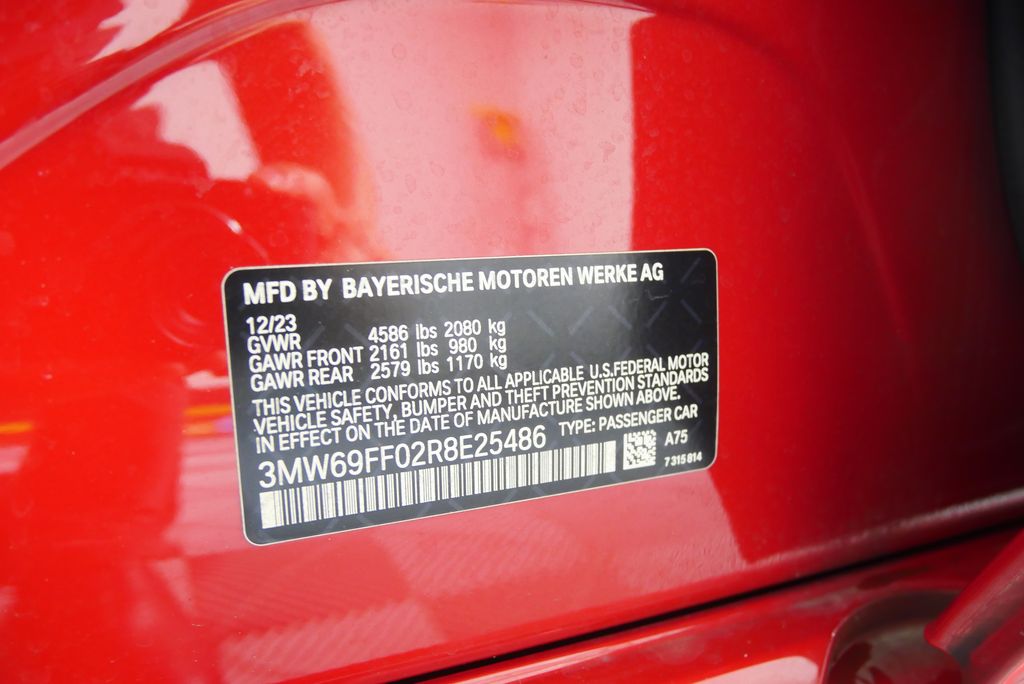 MFD BY BAYERISCHE MOTOREN WERKE AG
12/23
GVWR 4586 lbs 2080 kg
GAWR FRONT 2161 lbs 980 kg
GAWR REAR 2579 lbs 1170 kg
THIS VEHICLE CONFORMS TO ALL APPLICABLE U.S.FEDERAL MOTOR
VEHICLE SAFETY, BUMPER AND THEFT PREVENTION STANDARDS
IN EFFECT ON THE DATE OF MANUFACTURE SHOWN ABOVE.
3MW69FF02R8E25486 TYPE: PASSENGER CAR
A75
7 315 814